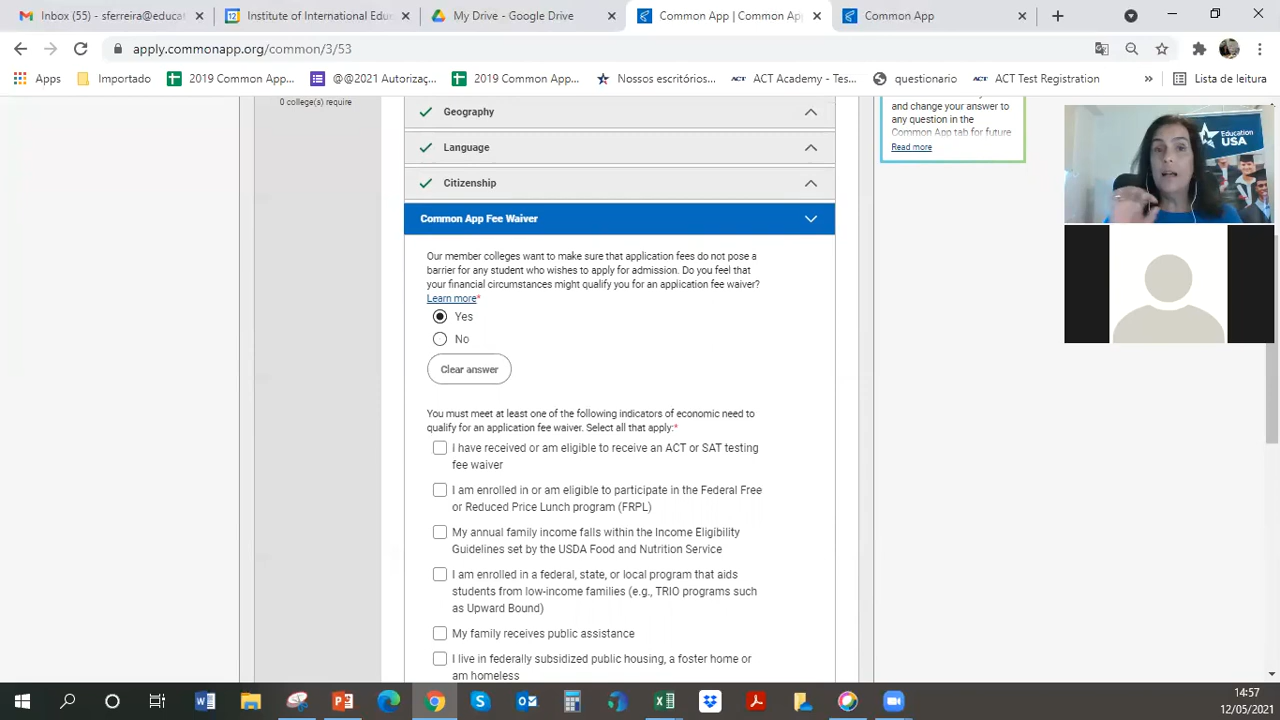 Inbox (55) - sferreira@educat
Institute of International Edu
My Drive - Google Drive
Common App | Common Ap
Common App
apply.commonapp.org/common/3/53
Apps
Importado
2019 Common App...
@@2021 Autorizaç...
2019 Common App...
Nossos escritórios...
ACT Academy - Tes...
questionario
ACT Test Registration
»
Lista de leitura
0 college(s) require
Geography
Language
Citizenship
and change your answer to
any question in the
Common App tab for future
Read more
Education
USA
Common App Fee Waiver
Our member colleges want to make sure that application fees do not pose a
barrier for any student who wishes to apply for admission. Do you feel that
your financial circumstances might qualify you for an application fee waiver?
Learn more*
Yes
No
Clear answer
You must meet at least one of the following indicators of economic need to
qualify for an application fee waiver. Select all that apply:*
I have received or am eligible to receive an ACT or SAT testing
fee waiver
I am enrolled in or am eligible to participate in the Federal Free
or Reduced Price Lunch program (FRPL)
My annual family income falls within the Income Eligibility
Guidelines set by the USDA Food and Nutrition Service
I am enrolled in a federal, state, or local program that aids
students from low-income families (e.g., TRIO programs such
as Upward Bound)
My family receives public assistance
I live in federally subsidized public housing, a foster home or
am homeless
14:57
12/05/2021